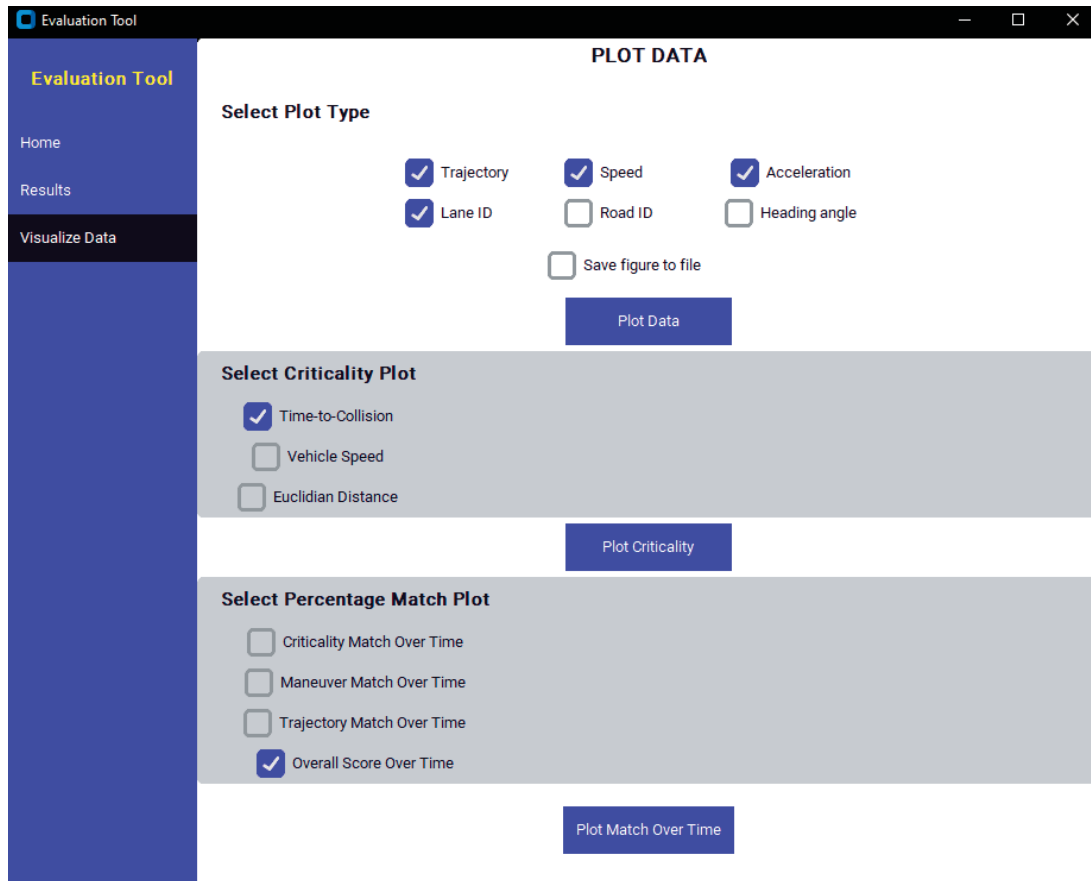 Evaluation Tool
Evaluation Tool
Home
Results
Visualize Data
PLOT DATA
Select Plot Type
Trajectory Speed Acceleration
Lane ID Road ID Heading angle
Save figure to file
Plot Data
Select Criticality Plot
Time-to-Collision
Vehicle Speed
Euclidian Distance
Plot Criticality
Select Percentage Match Plot
Criticality Match Over Time
Maneuver Match Over Time
Trajectory Match Over Time
Overall Score Over Time
Plot Match Over Time